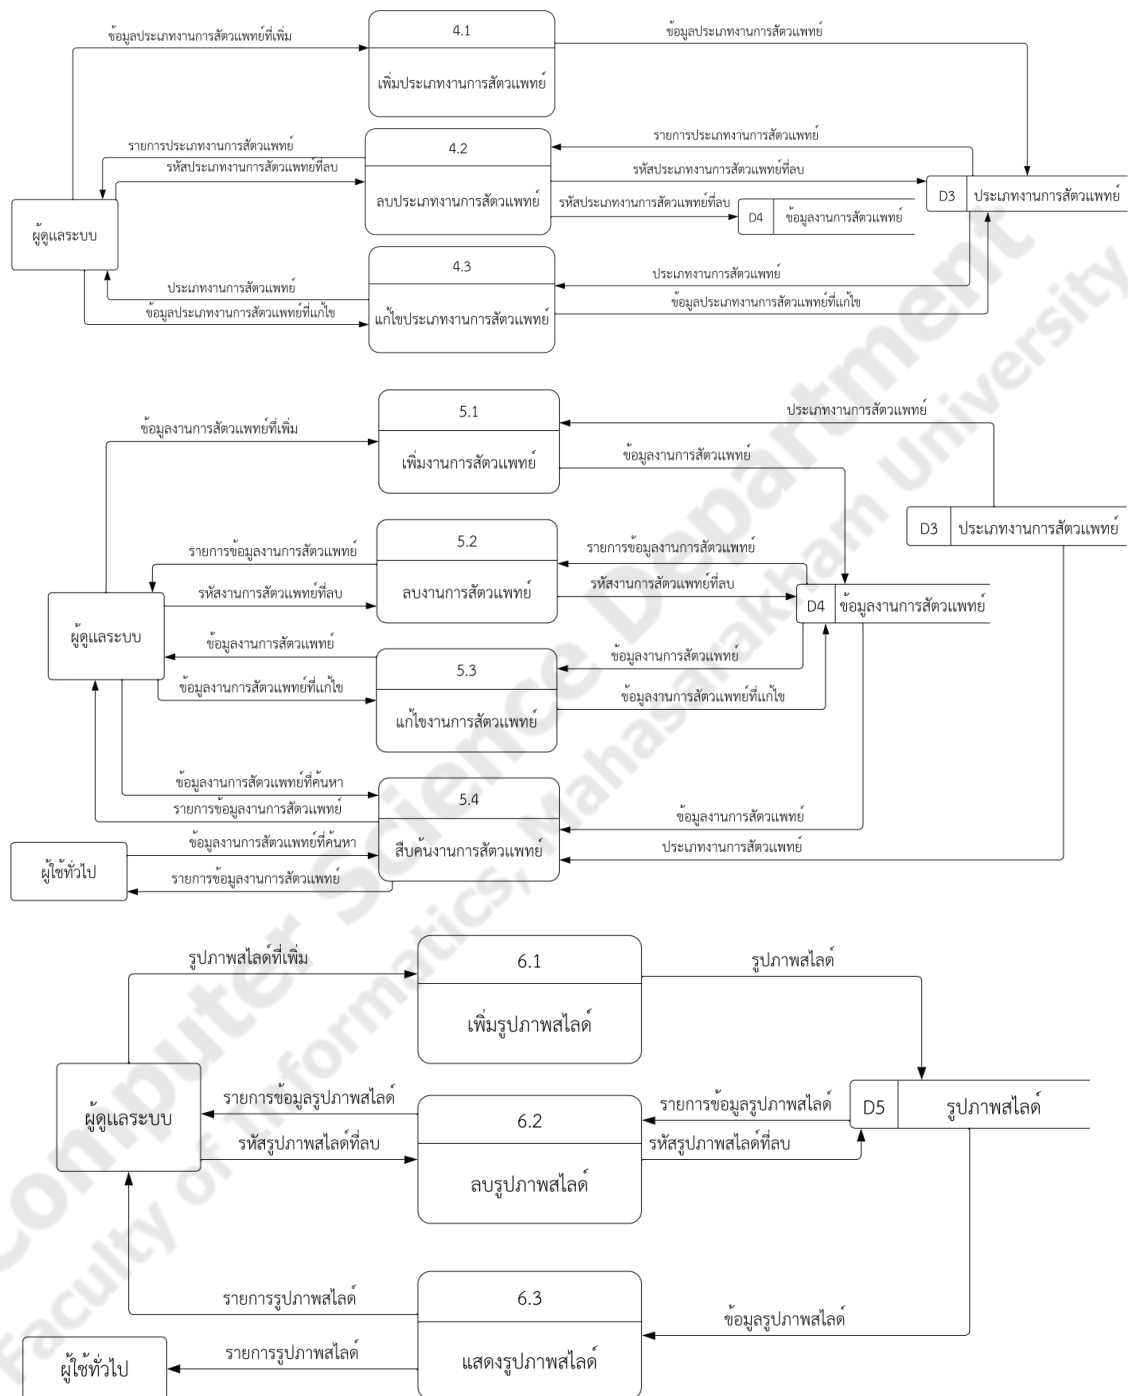 4.1
ข้อมูลประเภทงานการสัตวแพทย์ที่เพิ่ม
ข้อมูลประเภทงานการสัตวแพทย์
เพิ่มประเภทงานการสัตวแพทย์
4.2
รายการประเภทงานการสัตวแพทย์
รายการประเภทงานการสัตวแพทย์
รหัสประเภทงานการสัตวแพทย์ที่ลบ
รหัสประเภทงานการสัตวแพทย์ที่ลบ
ลบประเภทงานการสัตวแพทย์
D3 ประเภทงานการสัตวแพทย์
รหัสประเภทงานการสัตวแพทย์ที่ลบ
D4 ข้อมูลงานการสัตวแพทย์
ผู้ดูแลระบบ
4.3
ประเภทงานการสัตวแพทย์
ประเภทงานการสัตวแพทย์
ข้อมูลประเภทงานการสัตวแพทย์ที่แก้ไข
แก้ไขประเภทงานการสัตวแพทย์
ข้อมูลประเภทงานการสัตวแพทย์ที่แก้ไข
5.1
ประเภทงานการสัตวแพทย์
ข้อมูลงานการสัตวแพทย์ที่เพิ่ม
เพิ่มงานการสัตวแพทย์
ข้อมูลงานการสัตวแพทย์
D3 ประเภทงานการสัตวแพทย์
5.2
รายการข้อมูลงานการสัตวแพทย์
รายการข้อมูลงานการสัตวแพทย์
รหัสงานการสัตวแพทย์ที่ลบ
ลบงานการสัตวแพทย์
รหัสงานการสัตวแพทย์ที่ลบ
D4 ข้อมูลงานการสัตวแพทย์
ผู้ดูแลระบบ
5.3
ข้อมูลงานการสัตวแพทย์
ข้อมูลงานการสัตวแพทย์
ข้อมูลงานการสัตวแพทย์ที่แก้ไข
แก้ไขงานการสัตวแพทย์
ข้อมูลงานการสัตวแพทย์ที่แก้ไข
ข้อมูลงานการสัตวแพทย์ที่ค้นหา
5.4
รายการข้อมูลงานการสัตวแพทย์
ข้อมูลงานการสัตวแพทย์
ข้อมูลงานการสัตวแพทย์ที่ค้นหา
สืบค้นงานการสัตวแพทย์
ประเภทงานการสัตวแพทย์
ผู้ใช้ทั่วไป
รายการข้อมูลงานการสัตวแพทย์
6.1
รูปภาพสไลด์ที่เพิ่ม
รูปภาพสไลด์
เพิ่มรูปภาพสไลด์
ผู้ดูแลระบบ
รายการข้อมูลรูปภาพสไลด์
6.2
รายการข้อมูลรูปภาพสไลด์
D5 รูปภาพสไลด์
รหัสรูปภาพสไลด์ที่ลบ
รหัสรูปภาพสไลด์ที่ลบ
ลบรูปภาพสไลด์
6.3
รายการรูปภาพสไลด์
ข้อมูลรูปภาพสไลด์
แสดงรูปภาพสไลด์
รายการรูปภาพสไลด์
ผู้ใช้ทั่วไป
Computer Science Department
Faculty of Informatics, Mahasarakham University